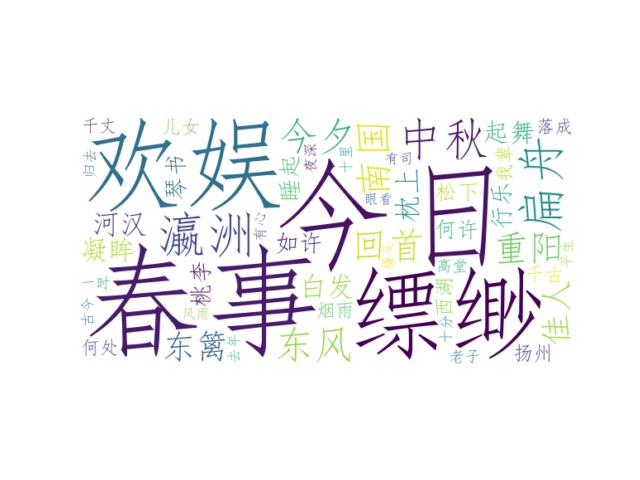 千丈
儿女
欢娱
今夕
南国
中秋
起舞
落成
归去
琴书
睡起
夜深
十里
有司
枕上
松下
我辈
行乐
扁舟
今日
眼看
河汉
瀛洲
有心
如许
回首
何许
重阳
凝眸
桃李
白发
搔头
高堂
千古
平生
春事
缥缈
古今
一哥
风雨
烟雨
西湖
十分
佳人
何处
东篱
去年
东风
老子
扬州